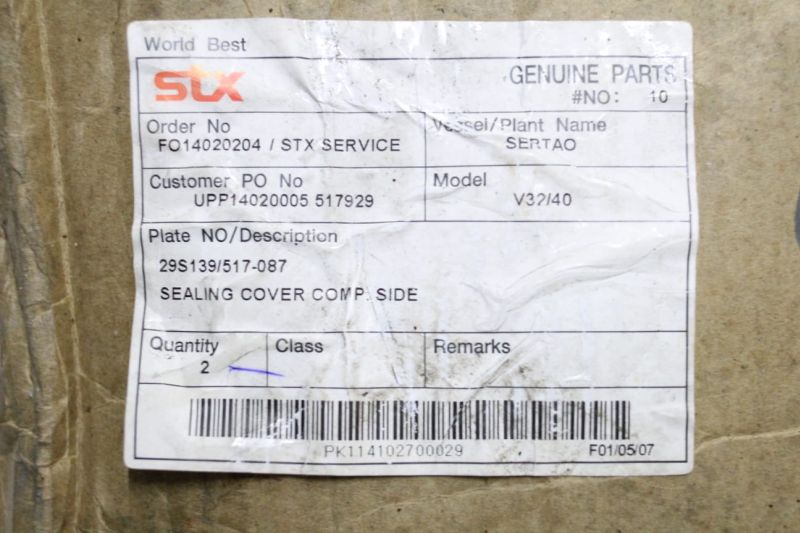 World Best
STX
GENUINE PARTS
#NO: 10
Order No
FO14020204 / STX SERVICE
Vessel/Plant Name
SERTAO
Customer PO No
UPP14020005 517929
Model
V32/40
Plate NO/Description
29S139/517-087
SEALING COVER COMP. SIDE
Quantity
2
Class
Remarks
PK114102700029
F01/05/07